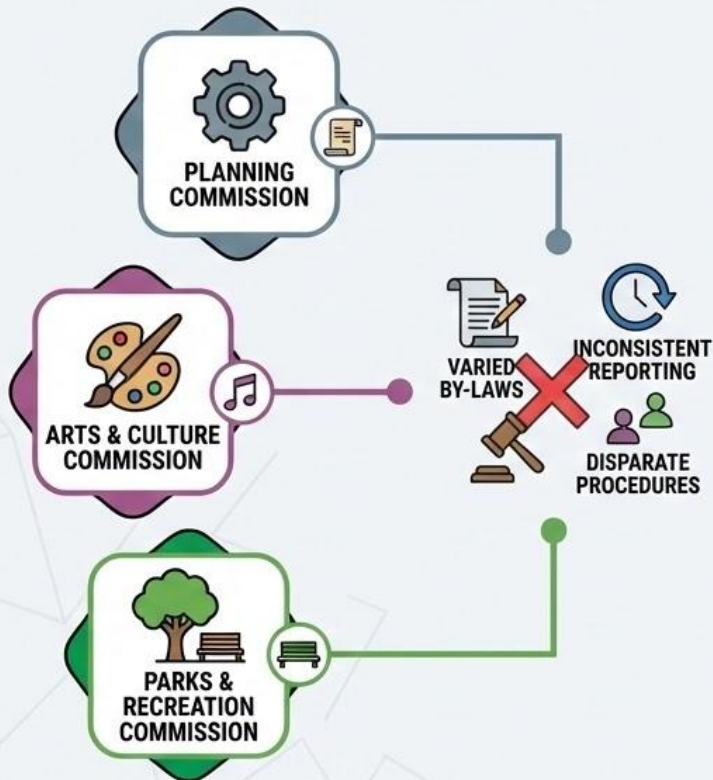 PLANNING
COMMISSION
ARTS & CULTURE
COMMISSION
PARKS &
RECREATION
COMMISSION
VARIED
BY-LAWS
INCONSISTENT
REPORTING
DISPARATE
PROCEDURES